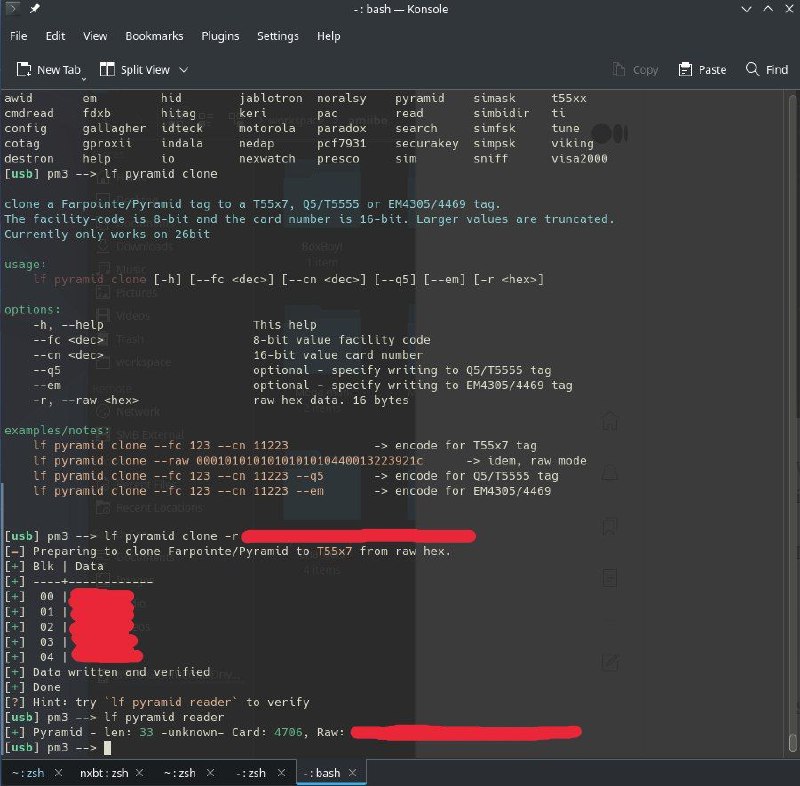 -: bash — Konsole
File Edit View Bookmarks Plugins Settings Help
New Tab Split View Copy Paste Find
awid em hid jablotron noralsy pyramid simask t55xx
cmdread fdxb hitag keri pac read simbidir ti
config gallagher idteck motorola paradox search simfsk tune
cotag gproxii indala nedap pcf7931 securakey simpsk viking
destron help io nexwatch presco sim sniff visa2000
[usb] pm3 --> lf pyramid clone
clone a Farpointe/Pyramid tag to a T55x7, Q5/T5555 or EM4305/4469 tag.
The facility-code is 8-bit and the card number is 16-bit. Larger values are truncated.
Currently only works on 26bit
usage:
lf pyramid clone [-h] [--fc <dec>] [--cn <dec>] [--q5] [--em] [-r <hex>]
options:
-h, --help This help
--fc <dec> 8-bit value facility code
--cn <dec> 16-bit value card number
--q5 optional - specify writing to Q5/T5555 tag
--em optional - specify writing to EM4305/4469 tag
-r, --raw <hex> raw hex data. 16 bytes
examples/notes:
lf pyramid clone --fc 123 --cn 11223 -> encode for T55x7 tag
lf pyramid clone --raw 0001010101010101010440013223921c -> idem, raw mode
lf pyramid clone --fc 123 --cn 11223 --q5 -> encode for Q5/T5555 tag
lf pyramid clone --fc 123 --cn 11223 --em -> encode for EM4305/4469
[usb] pm3 --> lf pyramid clone -r
[=] Preparing to clone Farpointe/Pyramid to T55x7 from raw hex.
[+] Blk | Data
[+] ----+------------
[+] 00 |
[+] 01 |
[+] 02 |
[+] 03 |
[+] 04 |
[+] Data written and verified
[+] Done
[?] Hint: try `lf pyramid reader` to verify
[usb] pm3 --> lf pyramid reader
[+] Pyramid - len: 33 -unknown- Card: 4706, Raw:
[usb] pm3 -->
~: zsh nxbt: zsh ~: zsh -: zsh -: bash